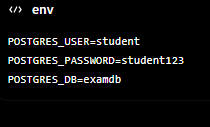 </> env
POSTGRES_USER=student
POSTGRES_PASSWORD=student123
POSTGRES_DB=examdb